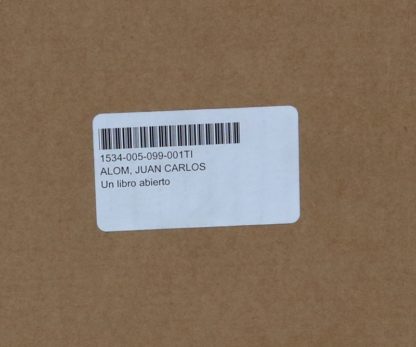 1534-005-099-001TI
ALOM, JUAN CARLOS
Un libro abierto